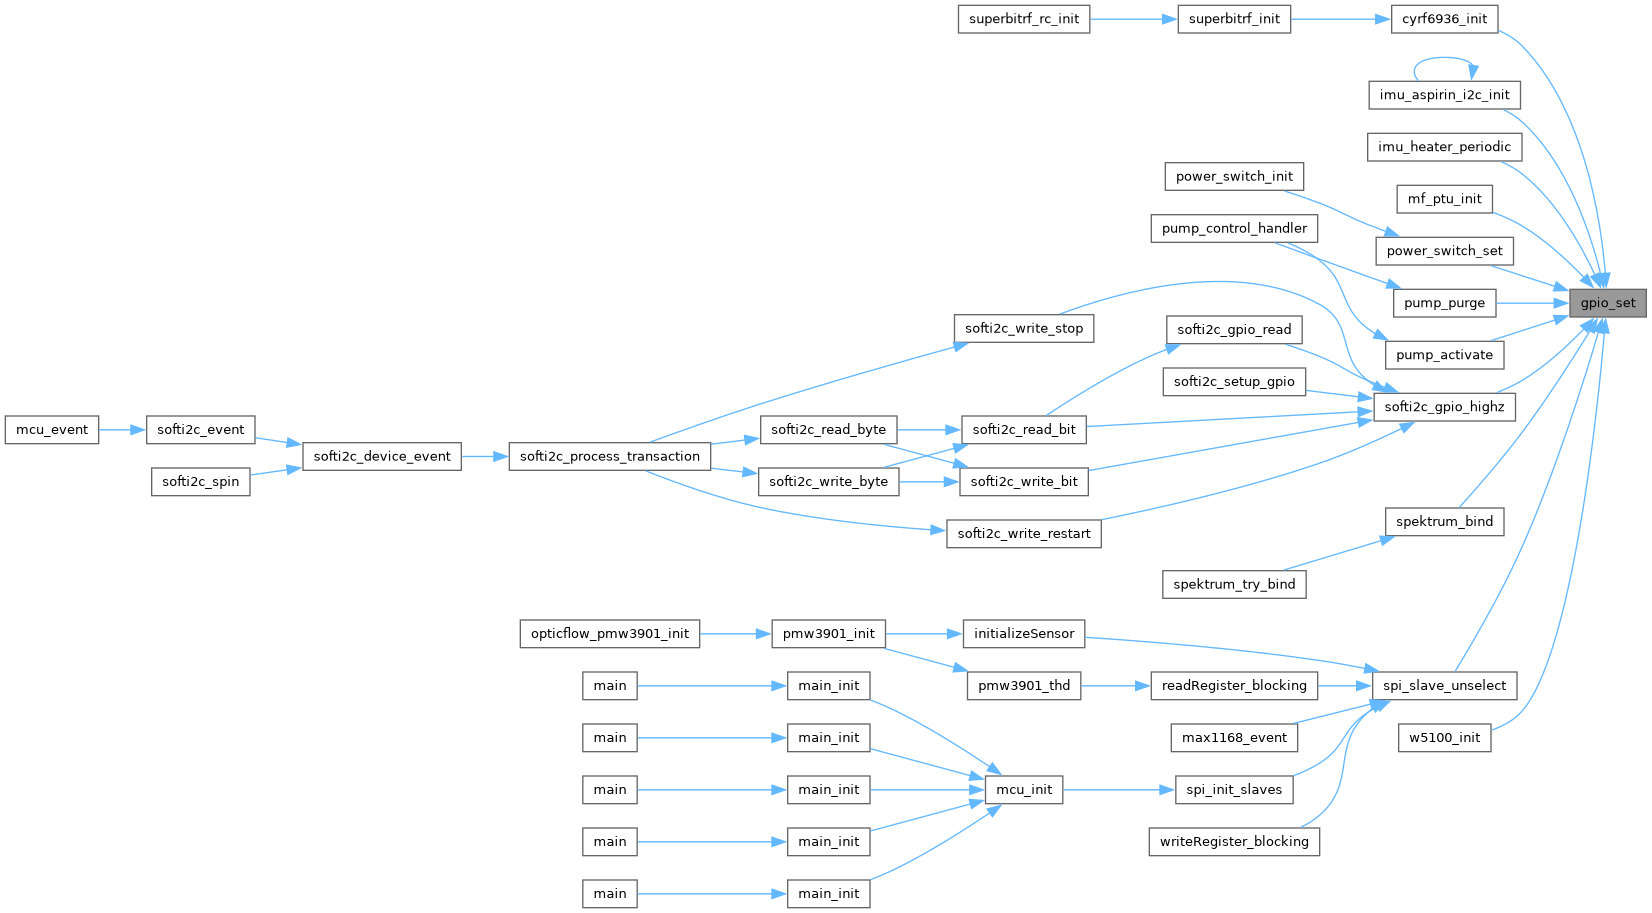 superbitrf_rc_init
superbitrf_init
cyrf6936_init
imu_aspirin_i2c_init
imu_heater_periodic
power_switch_init
mf_ptu_init
pump_control_handler
power_switch_set
gpio_set
pump_purge
softi2c_write_stop
softi2c_gpio_read
pump_activate
softi2c_setup_gpio
softi2c_gpio_highz
mcu_event
softi2c_event
softi2c_read_byte
softi2c_read_bit
softi2c_device_event
softi2c_process_transaction
softi2c_spin
softi2c_write_byte
softi2c_write_bit
spektrum_bind
softi2c_write_restart
spektrum_try_bind
opticflow_pmw3901_init
pmw3901_init
initializeSensor
main
main_init
pmw3901_thd
readRegister_blocking
spi_slave_unselect
main
main_init
max1168_event
w5100_init
main
main_init
mcu_init
spi_init_slaves
main
main_init
writeRegister_blocking
main
main_init